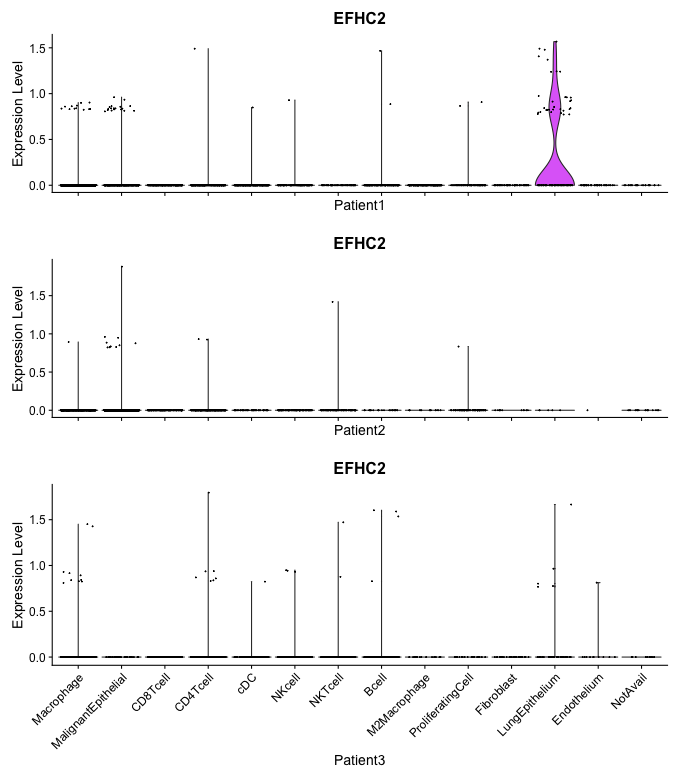 EFHC2
Expression Level
1.5
1.0
0.5
0.0
Patient1
EFHC2
Expression Level
1.5
1.0
0.5
0.0
Patient2
EFHC2
Expression Level
1.5
1.0
0.5
0.0
Macrophage
MalignantEpithelial
CD8Tcell
CD4Tcell
cDC
NKcell
NKTcell
Bcell
M2Macrophage
ProliferatingCell
Fibroblast
LungEpithelium
Endothelium
NotAvail
Patient3